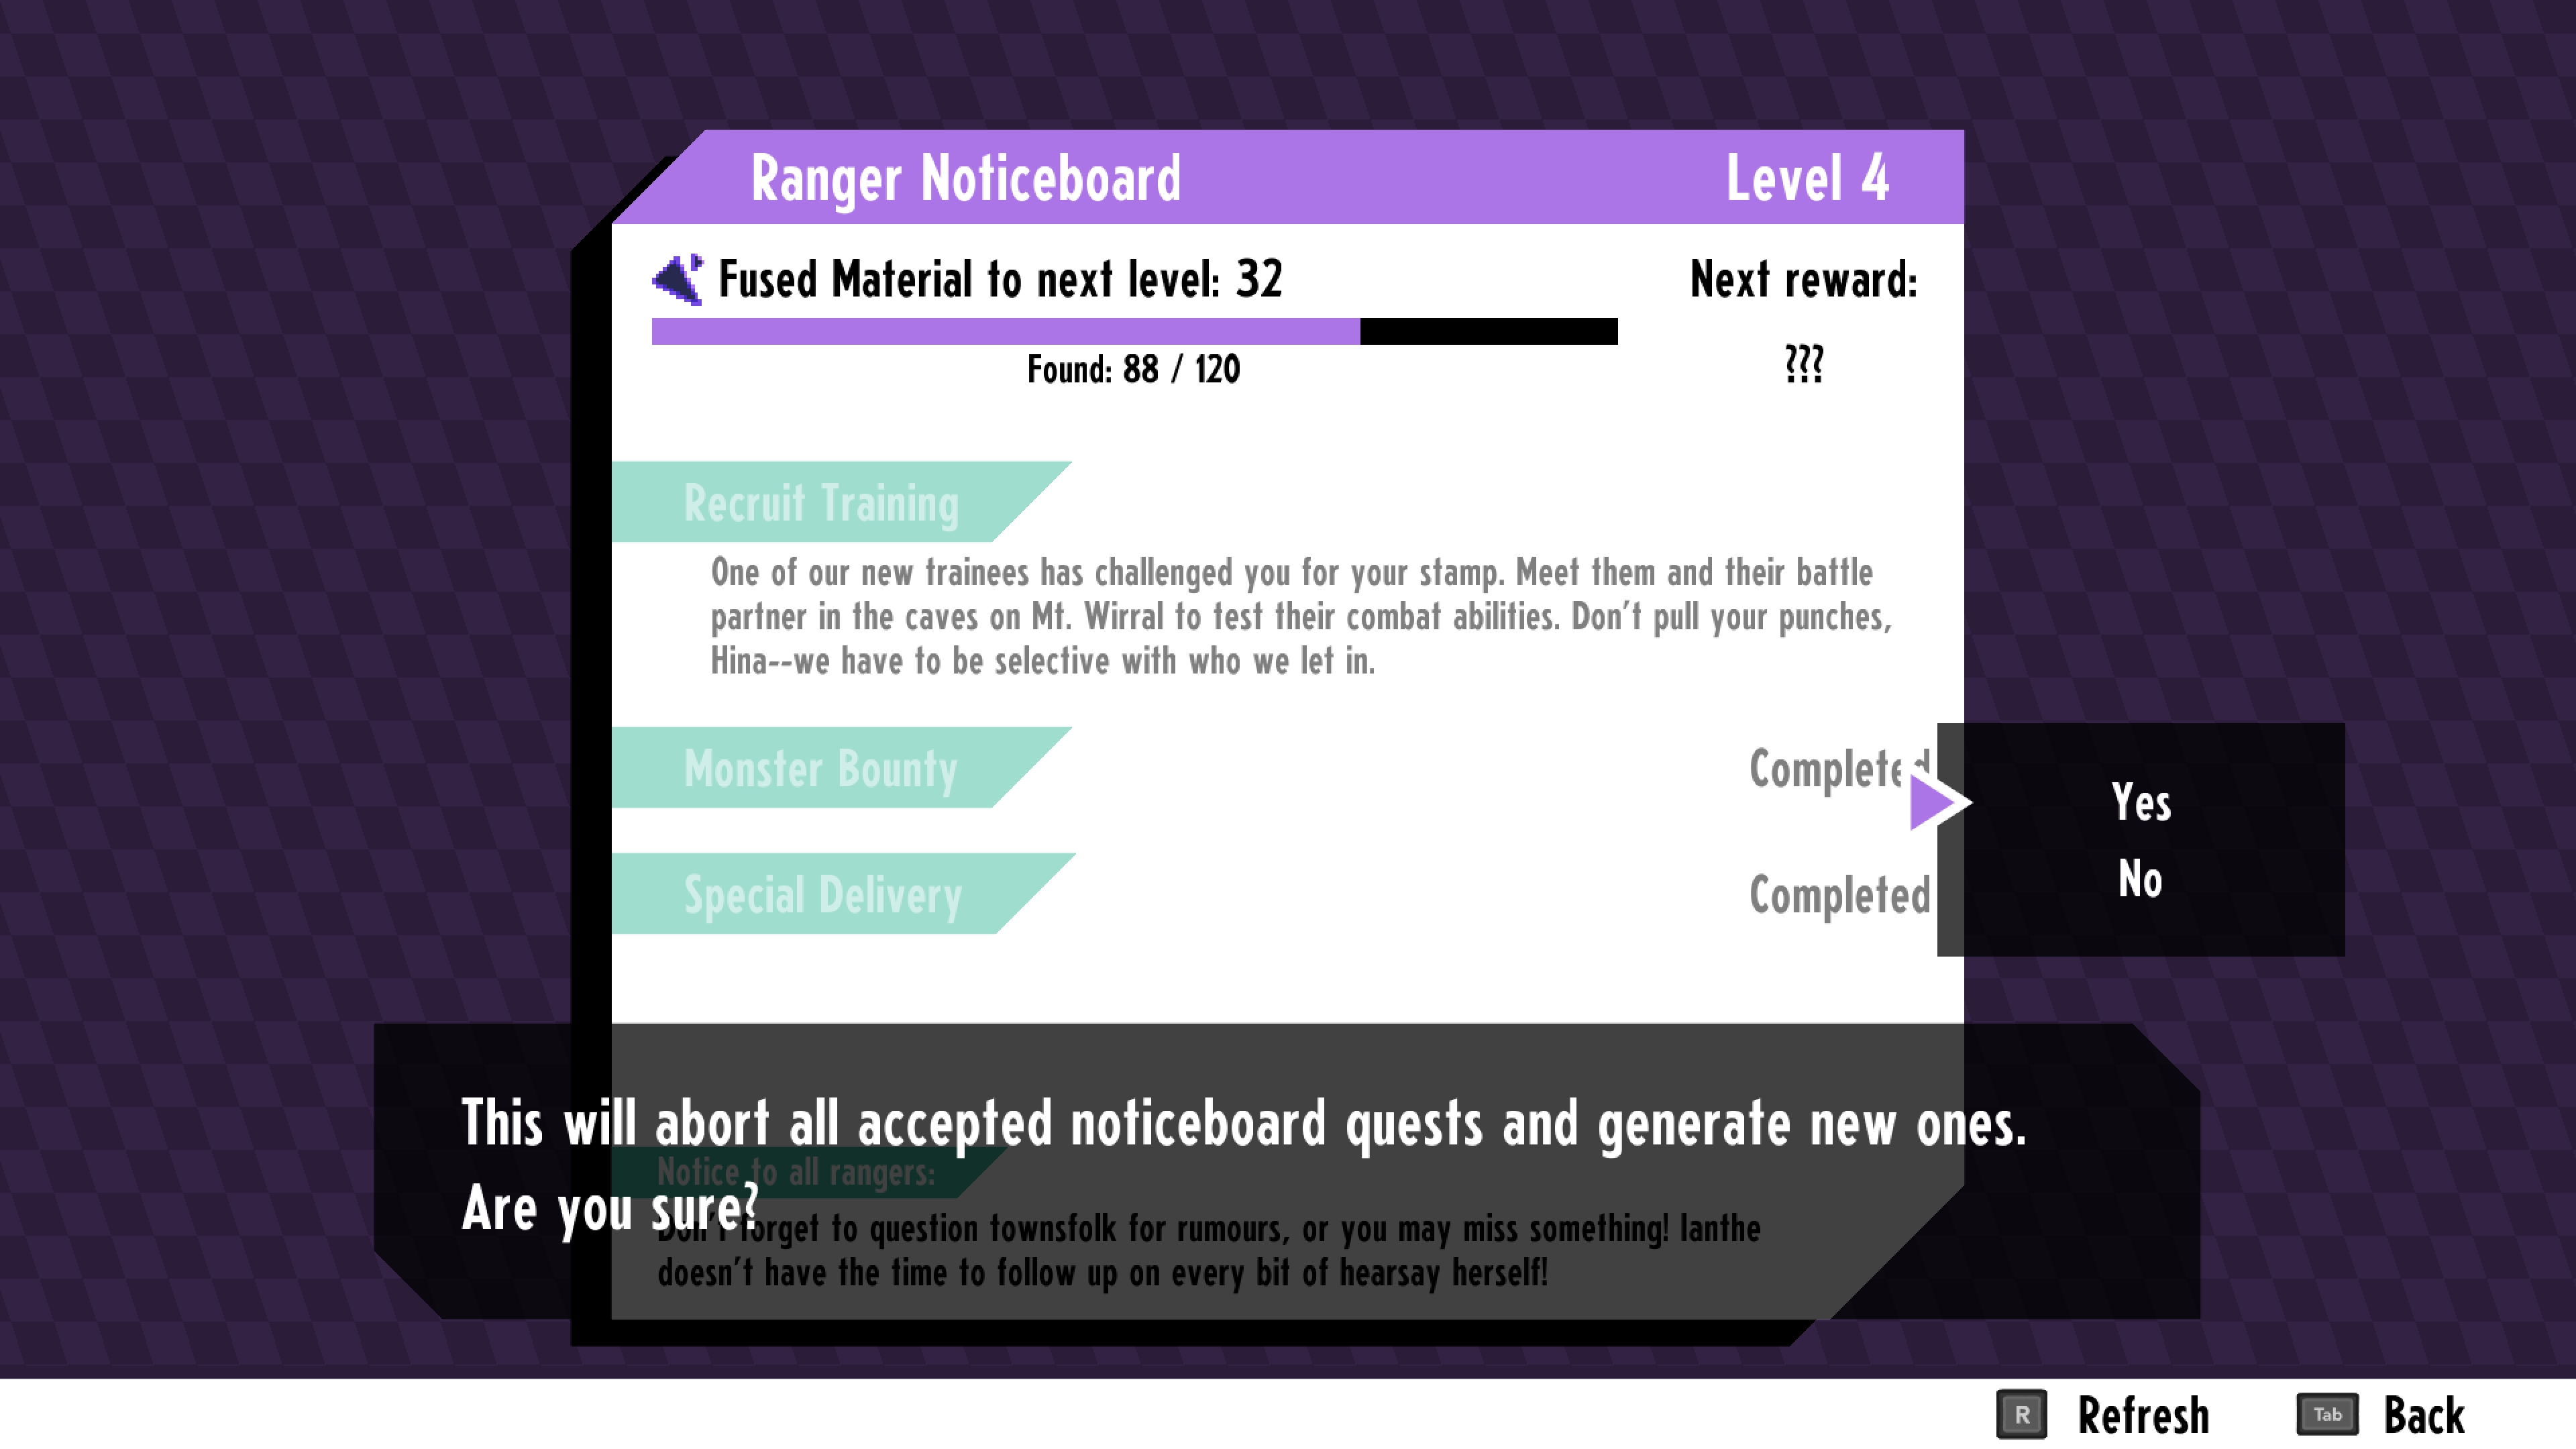 Ranger Noticeboard
Level 4
Fused Material to next level: 32
Next reward:
Found: 88 / 120
???
Recruit Training
One of our new trainees has challenged you for your stamp. Meet them and their battle
partner in the caves on Mt. Wirral to test their combat abilities. Don't pull your punches,
Hina--we have to be selective with who we let in.
Monster Bounty
Completed
Yes
No
Special Delivery
Completed
This will abort all accepted noticeboard quests and generate new ones.
Are you sure?
Notice to all rangers:
Don't forget to question townsfolk for rumours, or you may miss something! Ianthe
doesn't have the time to follow up on every bit of hearsay herself!
R Refresh
Tab Back